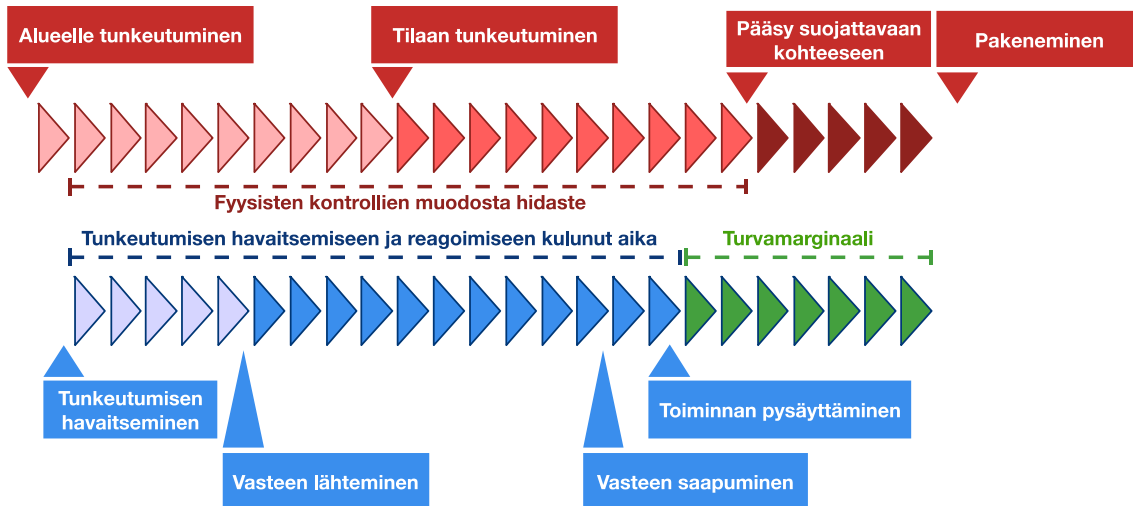 Alueelle tunkeutuminen
Tilaan tunkeutuminen
Pääsy suojattavaan
kohteeseen
Pakeneminen
Fyysisten kontrollien muodosta hidaste
Tunkeutumisen havaitsemiseen ja reagoimiseen kulunut aika
Turvamarginaali
Tunkeutumisen
havaitseminen
Toiminnan pysäyttäminen
Vasteen lähteminen
Vasteen saapuminen